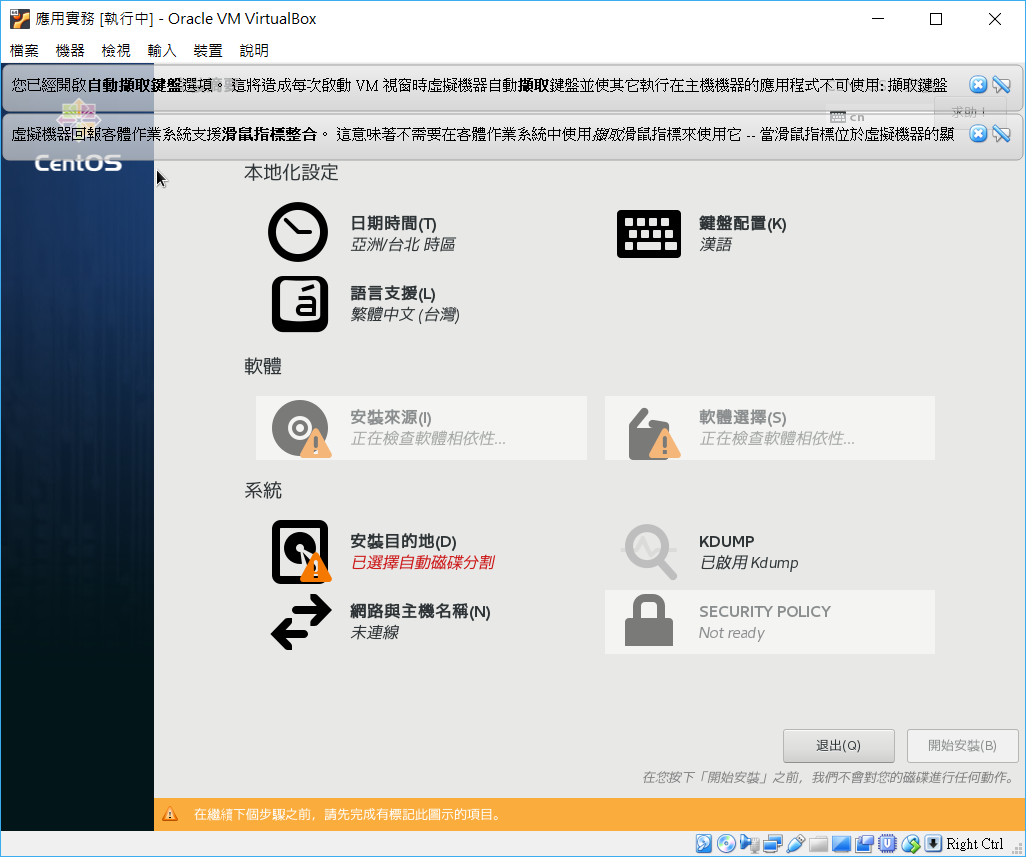 應用實務 [執行中] - Oracle VM VirtualBox
檔案 機器 檢視 輸入 裝置 說明
您已經開啟自動擷取鍵盤選項。這將造成每次啟動 VM 視窗時虛擬機器自動擷取鍵盤並使其它執行在主機機器的應用程式不可使用: 擷取鍵盤
cn 求助!
虛擬機器回報客體作業系統支援滑鼠指標整合。 這意味著不需要在客體作業系統中使用擷取滑鼠指標來使用它 -- 當滑鼠指標位於虛擬機器的顯
CentOS
本地化設定
日期時間(T)
亞洲/台北 時區
鍵盤配置(K)
漢語
語言支援(L)
繁體中文 (台灣)
軟體
安裝來源(I)
正在檢查軟體相依性...
軟體選擇(S)
正在檢查軟體相依性...
系統
安裝目的地(D)
已選擇自動磁碟分割
KDUMP
已啟用 Kdump
網路與主機名稱(N)
未連線
SECURITY POLICY
Not ready
退出(Q) 開始安裝(B)
在您按下「開始安裝」之前，我們不會對您的磁碟進行任何動作。
在繼續下個步驟之前，請先完成有標記此圖示的項目。
Right Ctrl